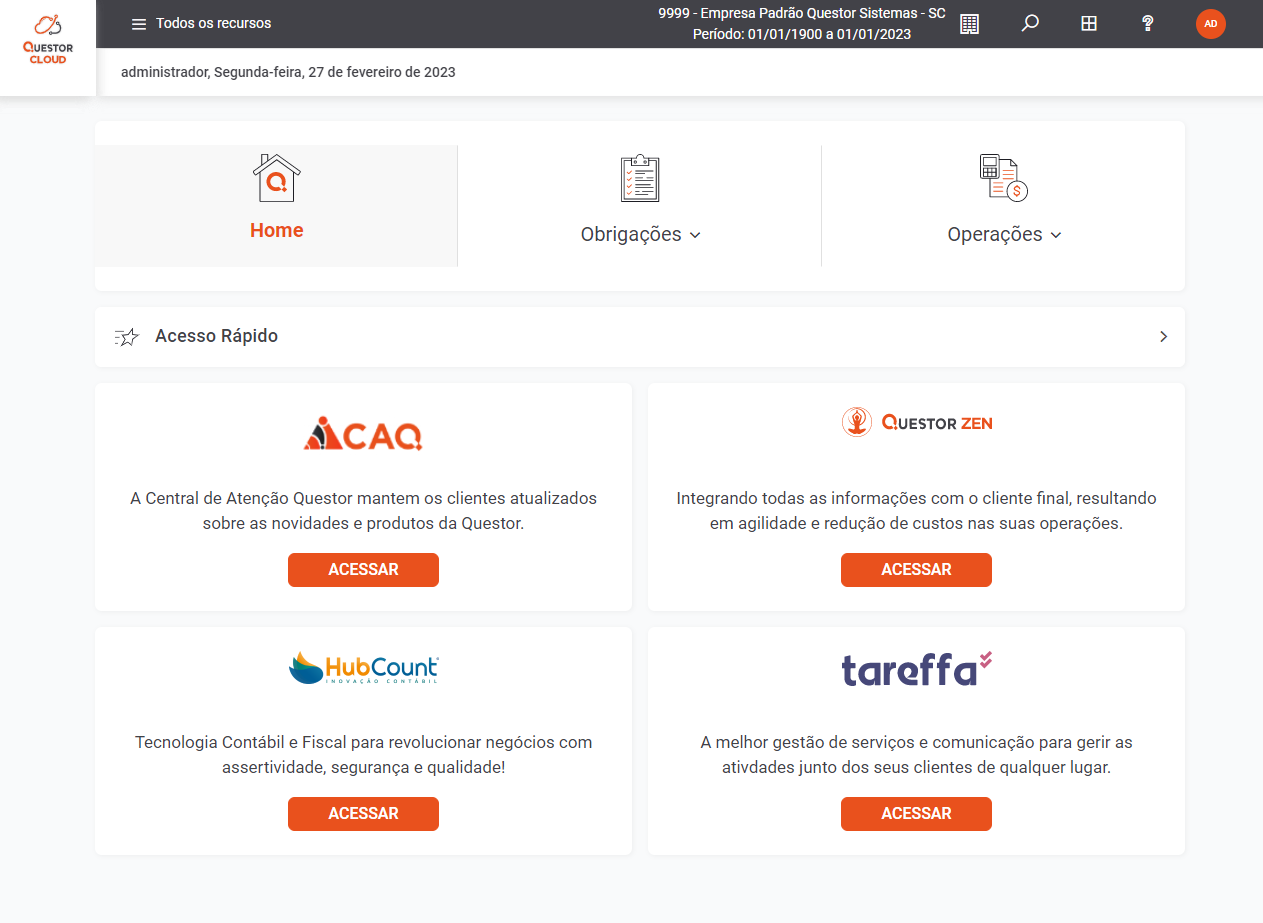 QUESTOR
CLOUD
Todos os recursos
9999 - Empresa Padrão Questor Sistemas - SC
Período: 01/01/1900 a 01/01/2023
?
AD
administrador, Segunda-feira, 27 de fevereiro de 2023
Home
Obrigações
Operações
Acesso Rápido
CAQ
A Central de Atenção Questor mantem os clientes atualizados
sobre as novidades e produtos da Questor.
ACESSAR
QUESTOR ZEN
Integrando todas as informações com o cliente final, resultando
em agilidade e redução de custos nas suas operações.
ACESSAR
HubCount
INOVAÇÃO CONTÁBIL
Tecnologia Contábil e Fiscal para revolucionar negócios com
assertividade, segurança e qualidade!
ACESSAR
tareffa
A melhor gestão de serviços e comunicação para gerir as
ativdades junto dos seus clientes de qualquer lugar.
ACESSAR